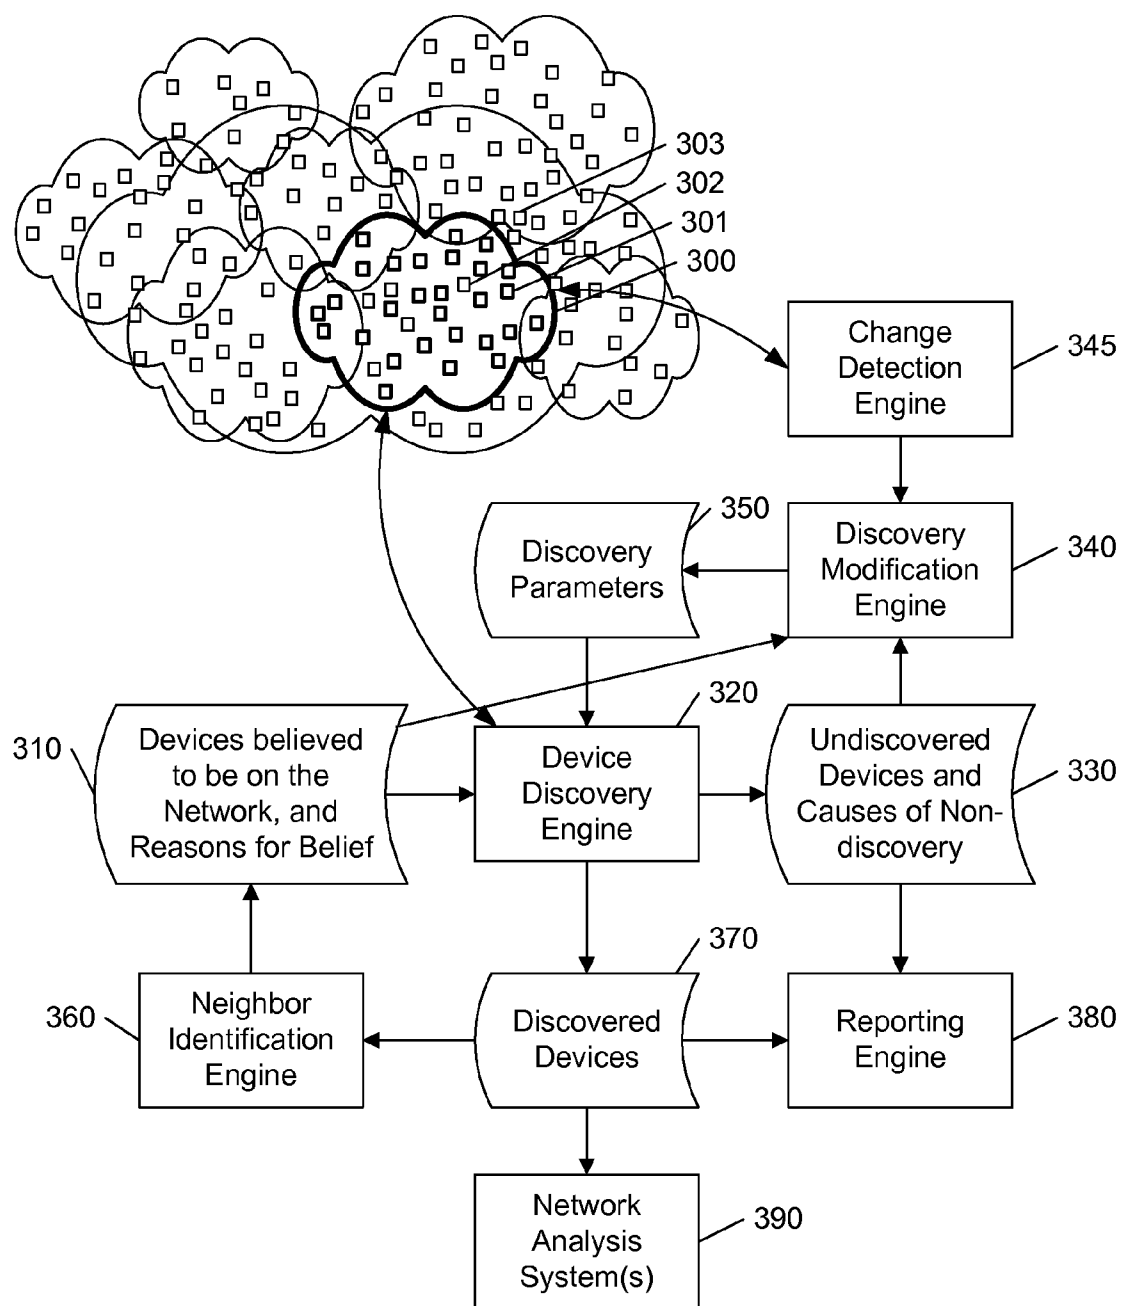 303
302
301
300
Change
Detection
Engine
345
350
Discovery
Parameters
Discovery
Modification
Engine
340
310
Devices believed
to be on the
Network, and
Reasons for Belief
320
Device
Discovery
Engine
Undiscovered
Devices and
Causes of Non-
discovery
330
360
Neighbor
Identification
Engine
370
Discovered
Devices
Reporting
Engine
380
Network
Analysis
System(s)
390